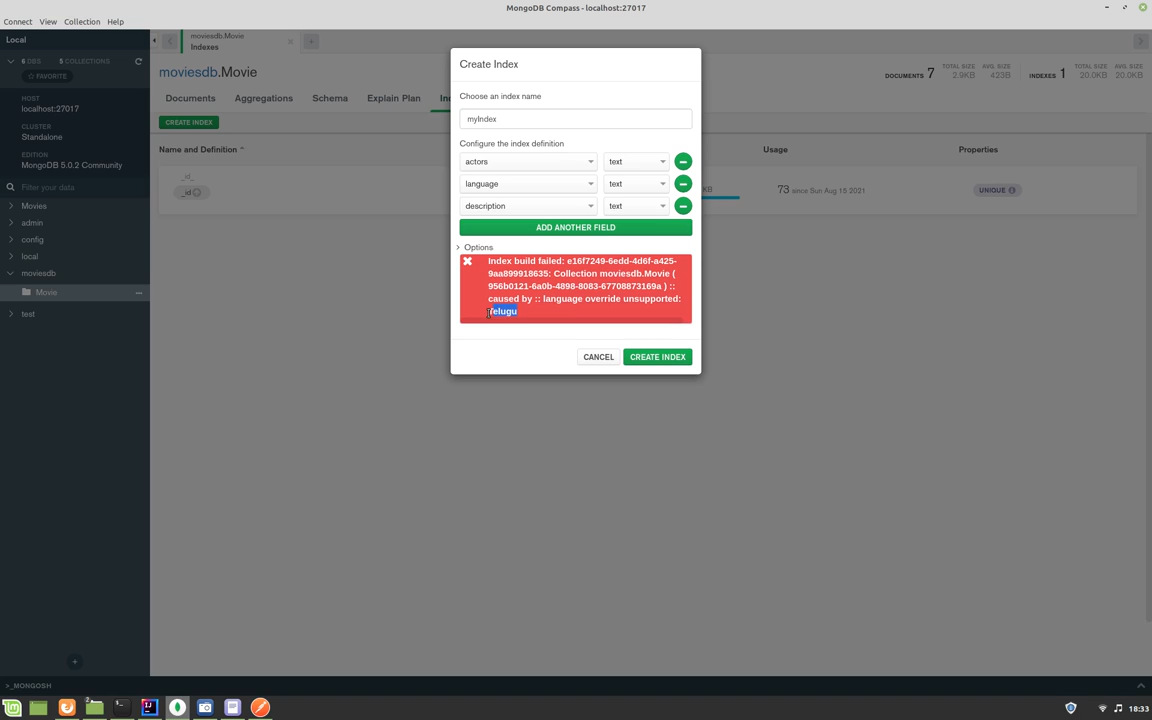 MongoDB Compass - localhost:27017
Connect View Collection Help
Local
6 DBS 5 COLLECTIONS
FAVORITE
HOST
localhost:27017
CLUSTER
Standalone
EDITION
MongoDB 5.0.2 Community
Filter your data
Movies
admin
config
local
moviesdb
Movie
test
>_MONGOSH
moviesdb.Movie
Indexes
moviesdb.Movie
DOCUMENTS 7
TOTAL SIZE
2.9KB
AVG. SIZE
423B
INDEXES 1
TOTAL SIZE
20.0KB
AVG. SIZE
20.0KB
Documents Aggregations Schema Explain Plan In
CREATE INDEX
Name and Definition Usage Properties
_id_
_id
KB
73 since Sun Aug 15 2021
UNIQUE
Create Index
Choose an index name
myIndex
Configure the index definition
actors text
language text
description text
ADD ANOTHER FIELD
Options
Index build failed: e16f7249-6edd-4d6f-a425-
9aa899918635: Collection moviesdb.Movie (
956b0121-6a0b-4898-8083-67708873169a ) ::
caused by :: language override unsupported:
Telugu
CANCEL CREATE INDEX
18:33